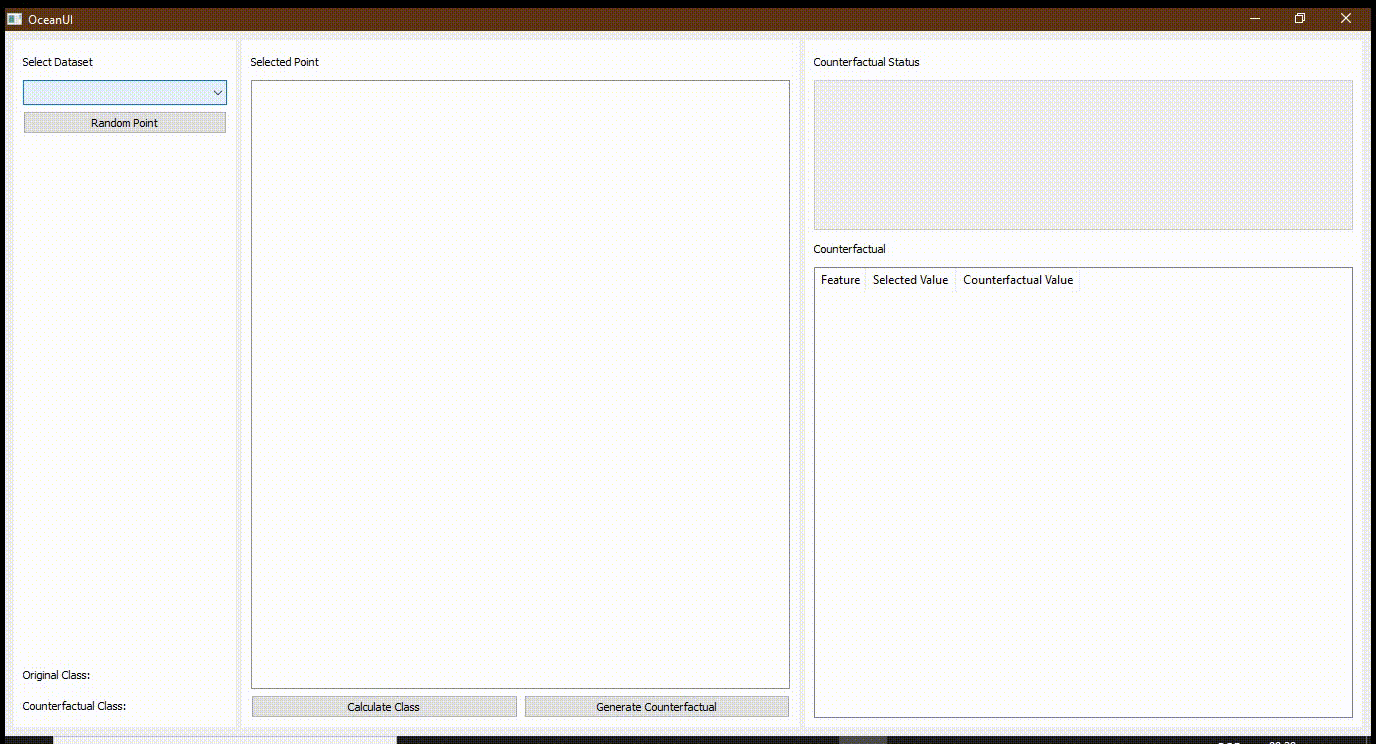 OceanUI
Select Dataset
Random Point
Original Class:
Counterfactual Class:
Selected Point
Calculate Class
Generate Counterfactual
Counterfactual Status
Counterfactual
Feature Selected Value Counterfactual Value